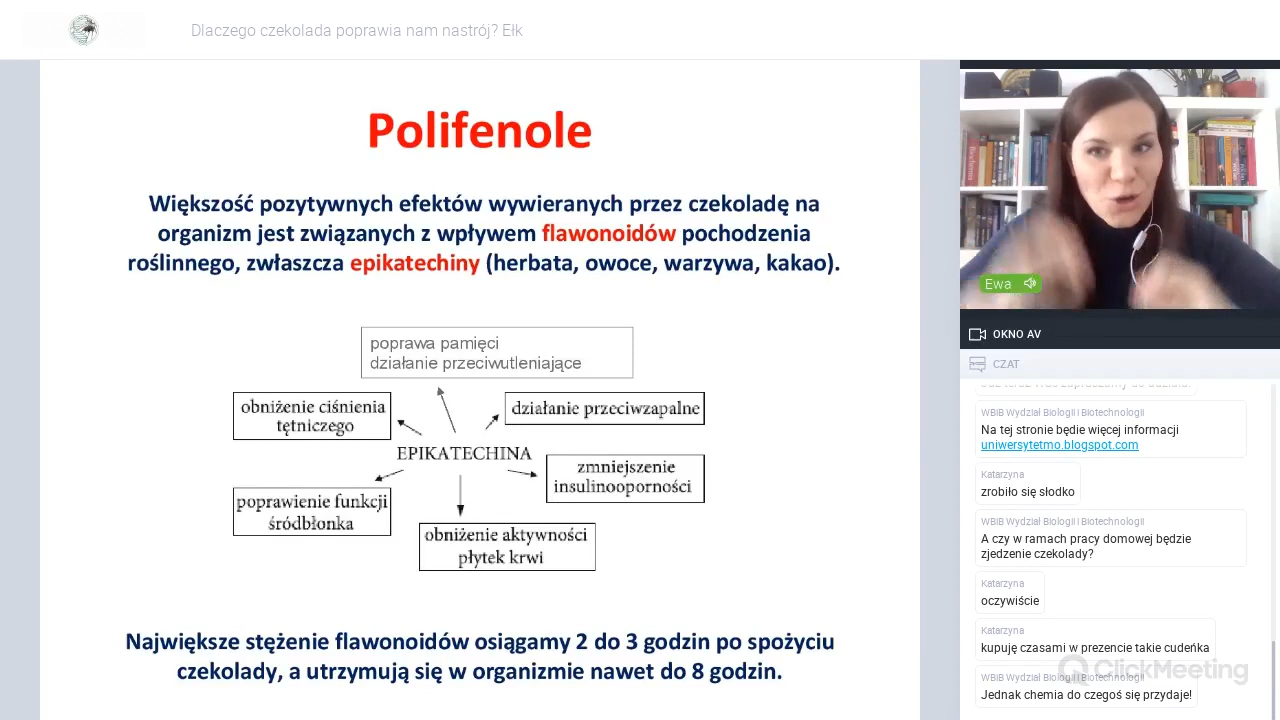 Dlaczego czekolada poprawia nam nastrój? Ełk
Polifenole
Większość pozytywnych efektów wywieranych przez czekoladę na
organizm jest związanych z wpływem flawonoidów pochodzenia
roślinnego, zwłaszcza epikatechiny (herbata, owoce, warzywa, kakao).
poprawa pamięci
działanie przeciwutleniające
obniżenie ciśnienia
tętniczego
działanie przeciwzapalne
EPIKATECHINA
zmniejszenie
insulinooporności
poprawienie funkcji
śródbłonka
obniżenie aktywności
płytek krwi
Największe stężenie flawonoidów osiągamy 2 do 3 godzin po spożyciu
czekolady, a utrzymują się w organizmie nawet do 8 godzin.
Biochemia
Ewa
OKNO AV
CZAT
WBiB Wydział Biologii i Biotechnologii
Na tej stronie będzie więcej informacji
uniwersytetmo.blogspot.com
Katarzyna
zrobiło się słodko
WBiB Wydział Biologii i Biotechnologii
A czy w ramach pracy domowej będzie
zjedzenie czekolady?
Katarzyna
oczywiście
Katarzyna
kupuję czasami w prezencie takie cudeńka
WBiB Wydział Biologii i Biotechnologii
Jednak chemia do czegoś się przydaje!
ClickMeeting